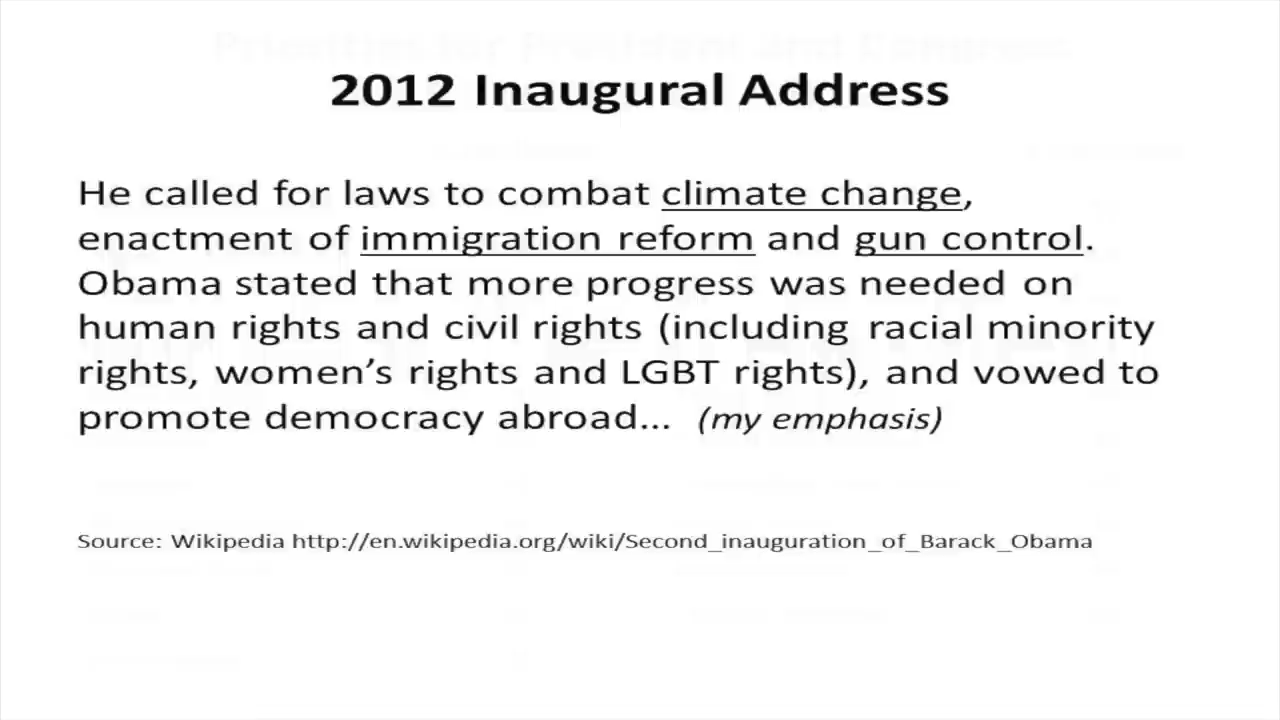 2012 Inaugural Address
He called for laws to combat climate change,
enactment of immigration reform and gun control.
Obama stated that more progress was needed on
human rights and civil rights (including racial minority
rights, women’s rights and LGBT rights), and vowed to
promote democracy abroad... (my emphasis)
Source: Wikipedia http://en.wikipedia.org/wiki/Second_inauguration_of_Barack_Obama